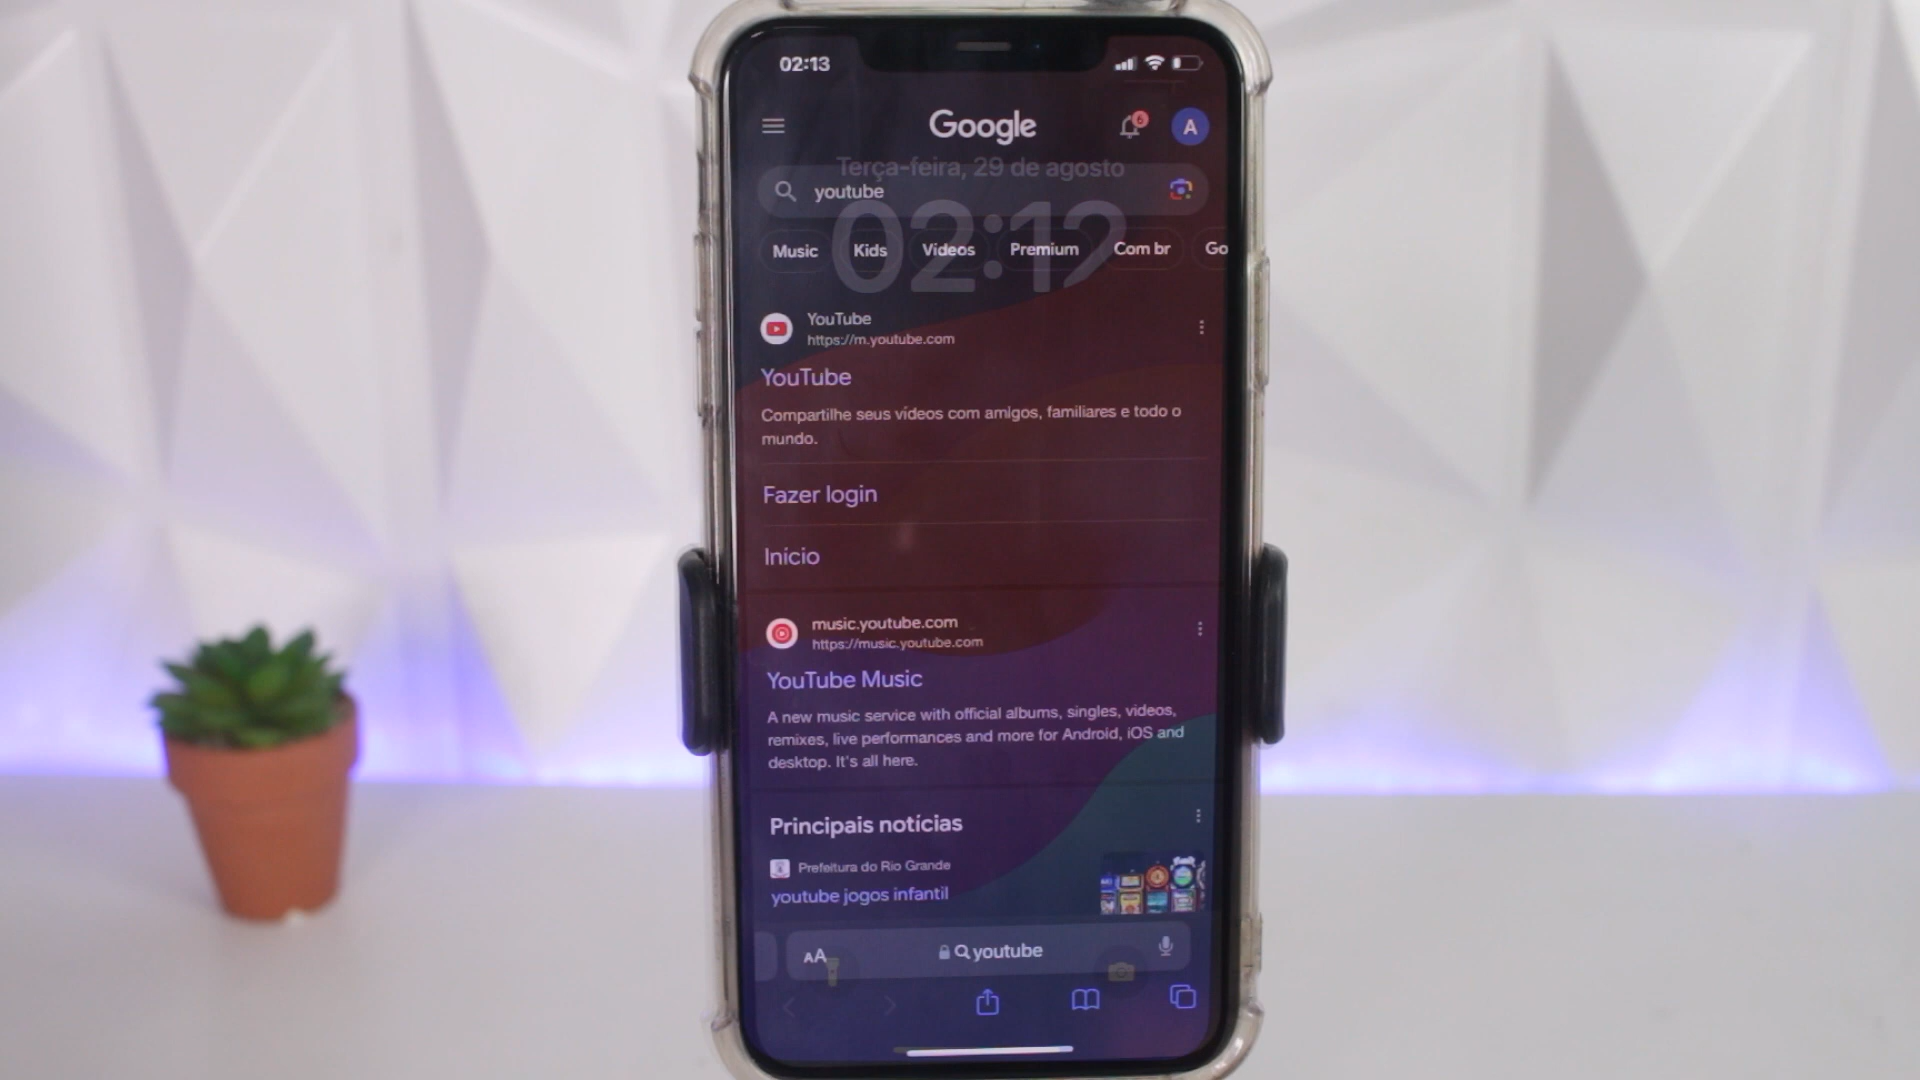 02:13
Google
6
A
Terça-feira, 29 de agosto
youtube
02:12
Music Kids Vídeos Premium Com br Go
YouTube
https://m.youtube.com
YouTube
Compartilhe seus vídeos com amigos, familiares e todo o
mundo.
Fazer login
Início
music.youtube.com
https://music.youtube.com
YouTube Music
A new music service with official albums, singles, videos,
remixes, live performances and more for Android, iOS and
desktop. It's all here.
Principais notícias
Prefeitura do Rio Grande
youtube jogos infantil
AA youtube